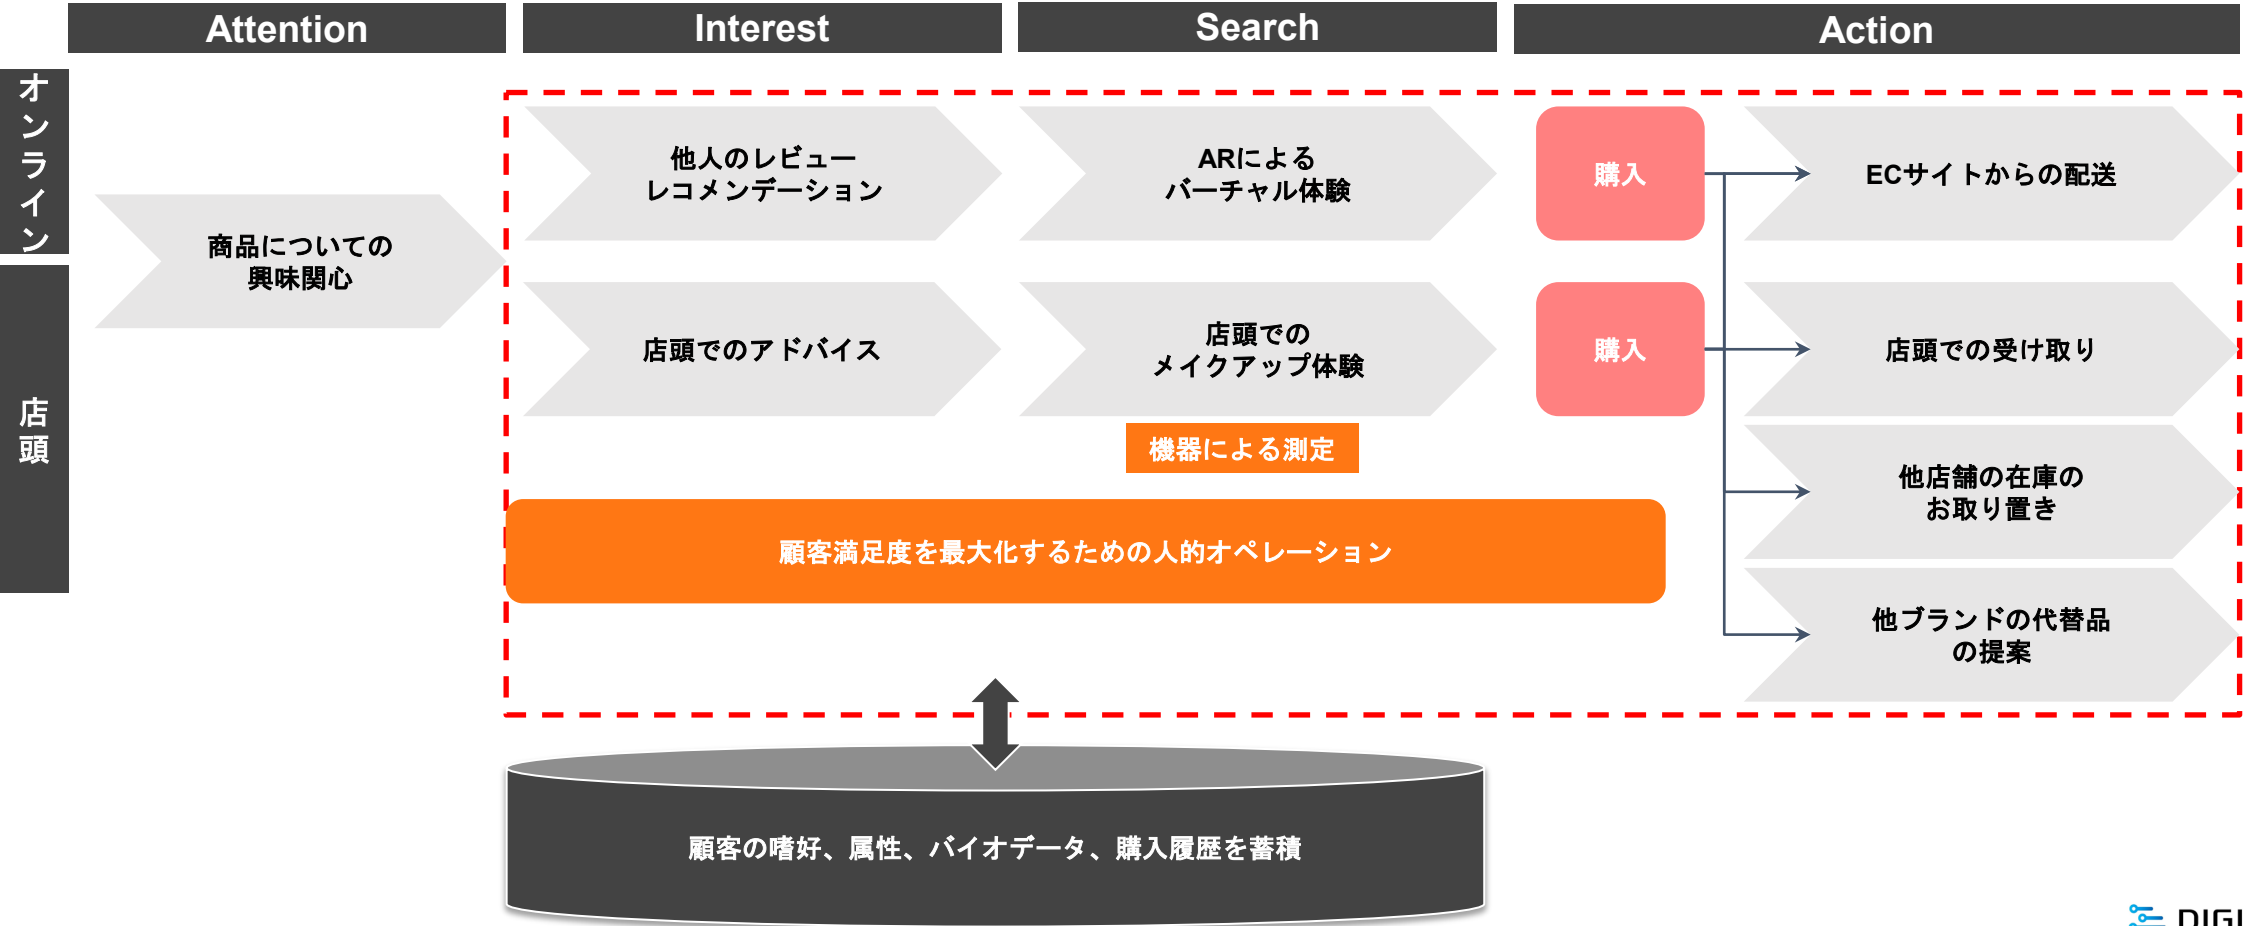 Attention
Interest
Search
Action
オンライン
店頭
商品についての
興味関心
他人のレビュー
レコメンデーション
ARによる
バーチャル体験
購入
ECサイトからの配送
店頭でのアドバイス
店頭での
メイクアップ体験
購入
店頭での受け取り
機器による測定
他店舗の在庫の
お取り置き
顧客満足度を最大化するための人的オペレーション
他ブランドの代替品
の提案
顧客の嗜好、属性、バイオデータ、購入履歴を蓄積
DIGI